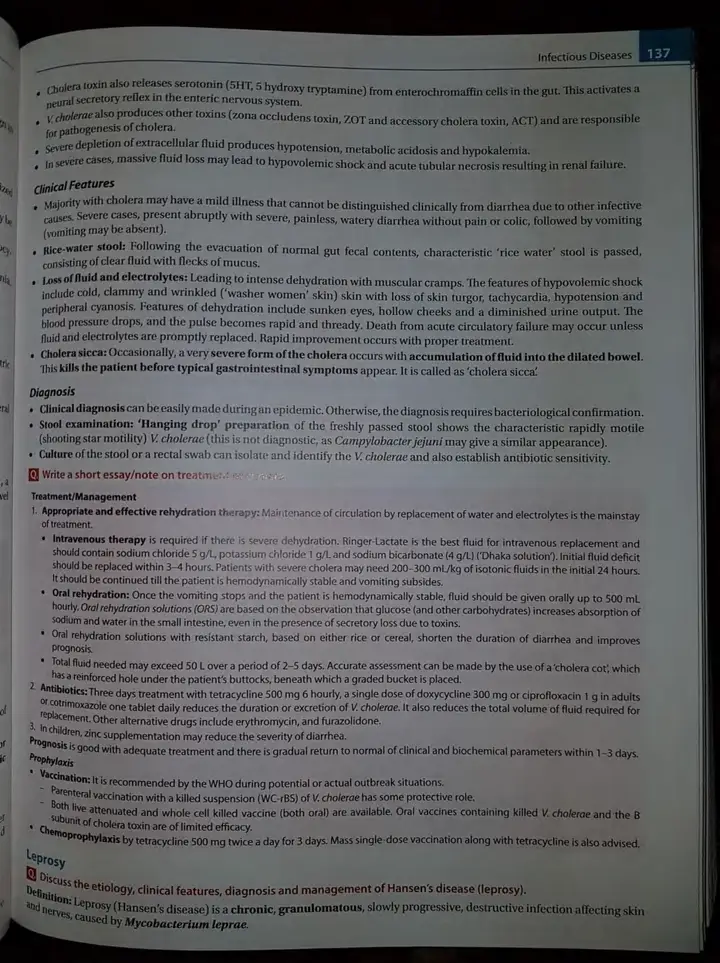 Infectious Diseases 137
• Cholera toxin also releases serotonin (5HT, 5 hydroxy tryptamine) from enterochromaffin cells in the gut. This activates a
neural secretory reflex in the enteric nervous system.
• V. cholerae also produces other toxins (zona occludens toxin, ZOT and accessory cholera toxin, ACT) and are responsible
for pathogenesis of cholera.
• Severe depletion of extracellular fluid produces hypotension, metabolic acidosis and hypokalemia.
• In severe cases, massive fluid loss may lead to hypovolemic shock and acute tubular necrosis resulting in renal failure.
Clinical Features
• Majority with cholera may have a mild illness that cannot be distinguished clinically from diarrhea due to other infective
causes. Severe cases, present abruptly with severe, painless, watery diarrhea without pain or colic, followed by vomiting
(vomiting may be absent).
• Rice-water stool: Following the evacuation of normal gut fecal contents, characteristic 'rice water' stool is passed,
consisting of clear fluid with flecks of mucus.
• Loss of fluid and electrolytes: Leading to intense dehydration with muscular cramps. The features of hypovolemic shock
include cold, clammy and wrinkled ('washer women' skin) skin with loss of skin turgor, tachycardia, hypotension and
peripheral cyanosis. Features of dehydration include sunken eyes, hollow cheeks and a diminished urine output. The
blood pressure drops, and the pulse becomes rapid and thready. Death from acute circulatory failure may occur unless
fluid and electrolytes are promptly replaced. Rapid improvement occurs with proper treatment.
• Cholera sicca: Occasionally, a very severe form of the cholera occurs with accumulation of fluid into the dilated bowel.
This kills the patient before typical gastrointestinal symptoms appear. It is called as 'cholera sicca'.
Diagnosis
• Clinical diagnosis can be easily made during an epidemic. Otherwise, the diagnosis requires bacteriological confirmation.
• Stool examination: 'Hanging drop' preparation of the freshly passed stool shows the characteristic rapidly motile
(shooting star motility) V. cholerae (this is not diagnostic, as Campylobacter jejuni may give a similar appearance).
• Culture of the stool or a rectal swab can isolate and identify the V. cholerae and also establish antibiotic sensitivity.
Q Write a short essay/note on treatment
Treatment/Management
1. Appropriate and effective rehydration therapy: Maintenance of circulation by replacement of water and electrolytes is the mainstay
of treatment.
• Intravenous therapy is required if there is severe dehydration. Ringer-Lactate is the best fluid for intravenous replacement and
should contain sodium chloride 5 g/L, potassium chloride 1 g/L and sodium bicarbonate (4 g/L) ('Dhaka solution'). Initial fluid deficit
should be replaced within 3–4 hours. Patients with severe cholera may need 200–300 mL/kg of isotonic fluids in the initial 24 hours.
It should be continued till the patient is hemodynamically stable and vomiting subsides.
• Oral rehydration: Once the vomiting stops and the patient is hemodynamically stable, fluid should be given orally up to 500 mL
hourly. Oral rehydration solutions (ORS) are based on the observation that glucose (and other carbohydrates) increases absorption of
sodium and water in the small intestine, even in the presence of secretory loss due to toxins.
• Oral rehydration solutions with resistant starch, based on either rice or cereal, shorten the duration of diarrhea and improves
prognosis.
• Total fluid needed may exceed 50 L over a period of 2–5 days. Accurate assessment can be made by the use of a 'cholera cot', which
has a reinforced hole under the patient's buttocks, beneath which a graded bucket is placed.
2. Antibiotics: Three days treatment with tetracycline 500 mg 6 hourly, a single dose of doxycycline 300 mg or ciprofloxacin 1 g in adults
or cotrimoxazole one tablet daily reduces the duration or excretion of V. cholerae. It also reduces the total volume of fluid required for
replacement. Other alternative drugs include erythromycin, and furazolidone.
3. In children, zinc supplementation may reduce the severity of diarrhea.
Prognosis is good with adequate treatment and there is gradual return to normal of clinical and biochemical parameters within 1–3 days.
Prophylaxis
• Vaccination: It is recommended by the WHO during potential or actual outbreak situations.
– Parenteral vaccination with a killed suspension (WC-rBS) of V. cholerae has some protective role.
– Both live attenuated and whole cell killed vaccine (both oral) are available. Oral vaccines containing killed V. cholerae and the B
subunit of cholera toxin are of limited efficacy.
• Chemoprophylaxis by tetracycline 500 mg twice a day for 3 days. Mass single-dose vaccination along with tetracycline is also advised.
Leprosy
Q Discuss the etiology, clinical features, diagnosis and management of Hansen's disease (leprosy).
Definition: Leprosy (Hansen's disease) is a chronic, granulomatous, slowly progressive, destructive infection affecting skin
and nerves, caused by Mycobacterium leprae.